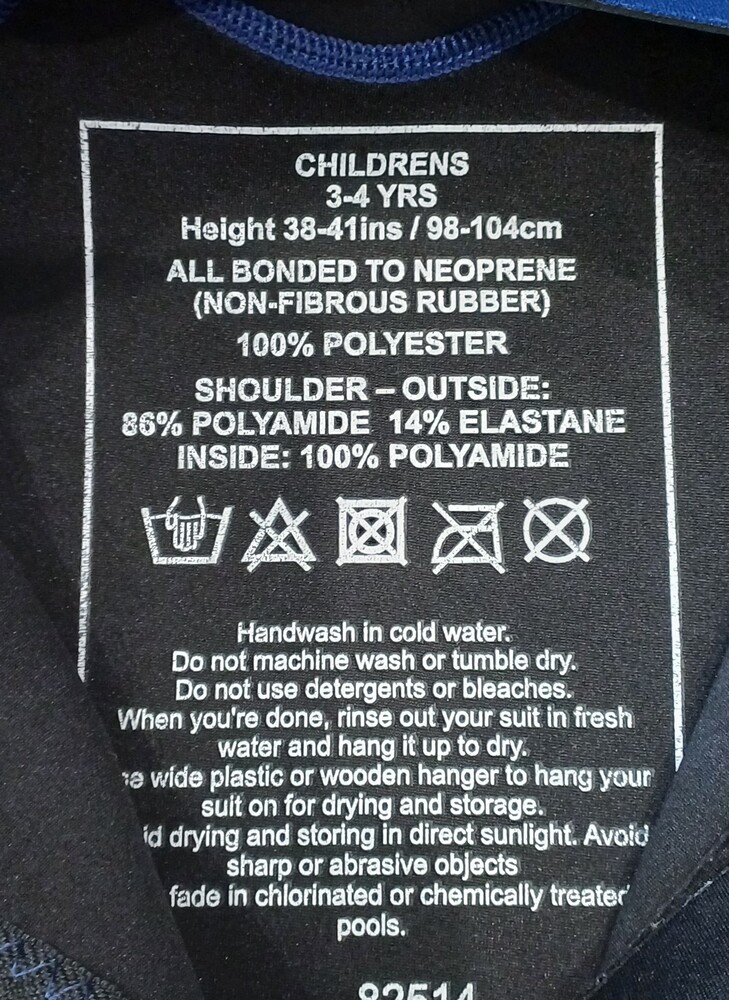 CHILDRENS
3-4 YRS
Height 38-41ins / 98-104cm
ALL BONDED TO NEOPRENE
(NON-FIBROUS RUBBER)
100% POLYESTER
SHOULDER – OUTSIDE:
86% POLYAMIDE 14% ELASTANE
INSIDE: 100% POLYAMIDE
Handwash in cold water.
Do not machine wash or tumble dry.
Do not use detergents or bleaches.
When you're done, rinse out your suit in fresh
water and hang it up to dry.
wide plastic or wooden hanger to hang your
suit on for drying and storage.
drying and storing in direct sunlight. Avoid
sharp or abrasive objects
fade in chlorinated or chemically treated
pools.
82514